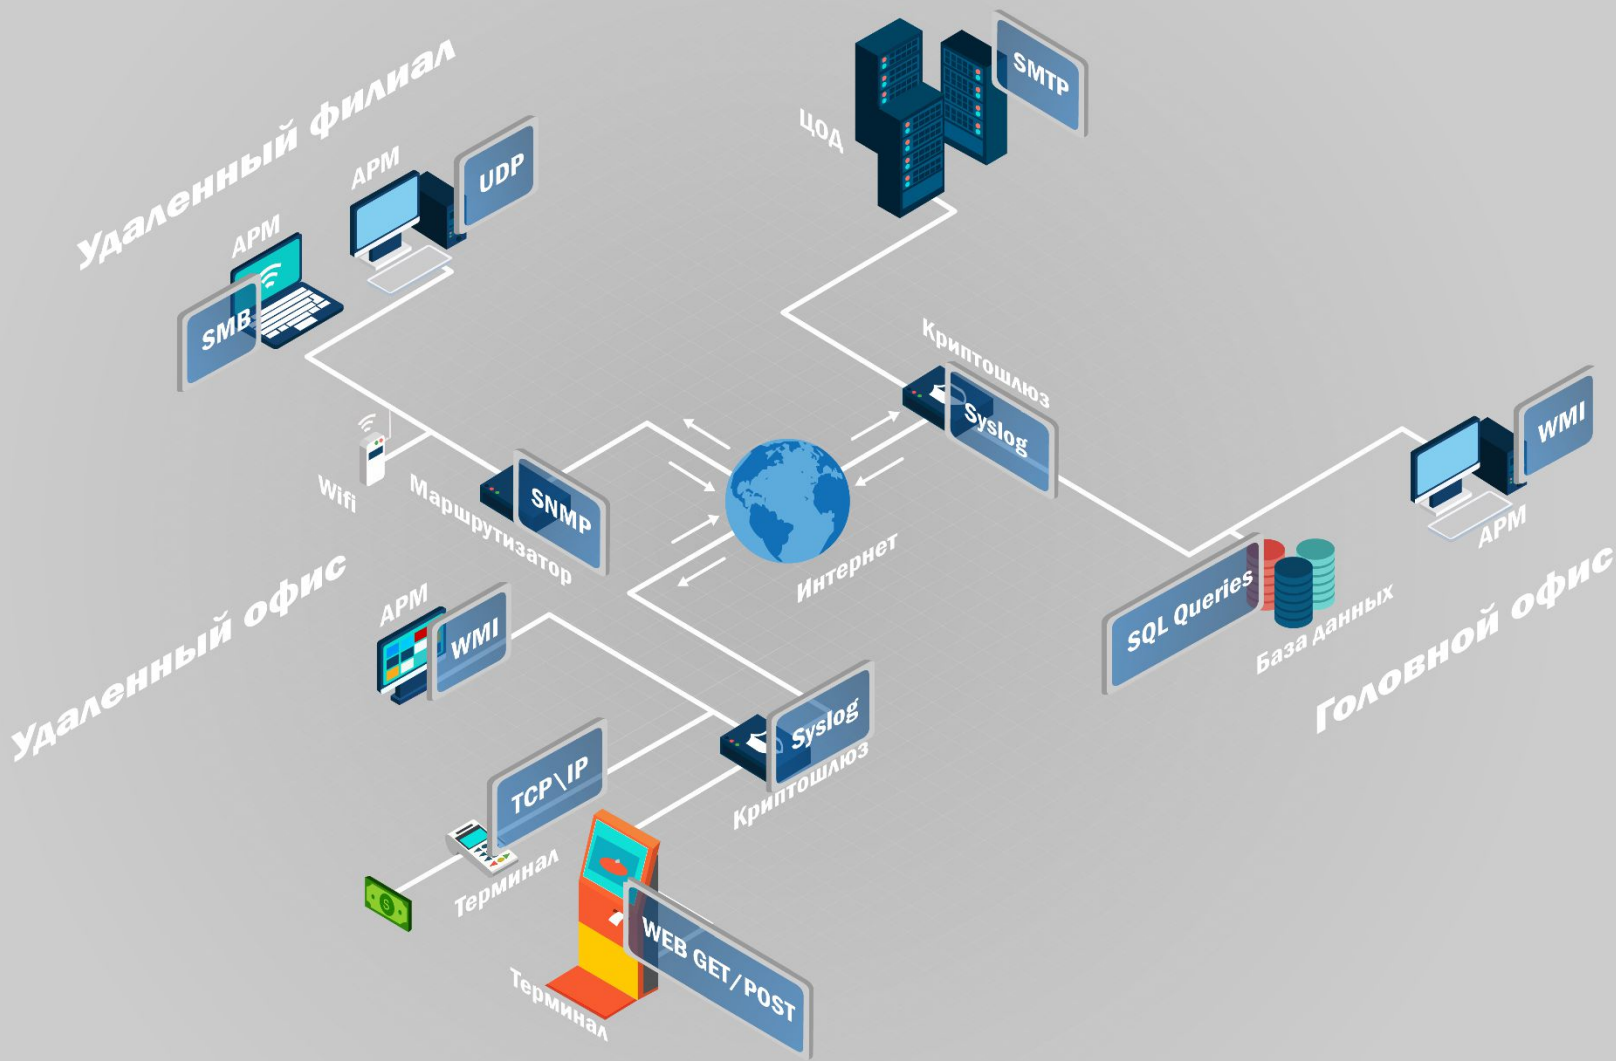 Удаленный филиал
АРМ
UDP
АРМ
SMB
Wifi
Маршрутизатор
SNMP
ЦОД
SMTP
Криптошлюз
Syslog
Интернет
WMI
АРМ
SQL Queries
База данных
Головной офис
Удаленный офис
АРМ
WMI
Syslog
Криптошлюз
TCP\IP
Терминал
$
WEB GET/POST
Терминал